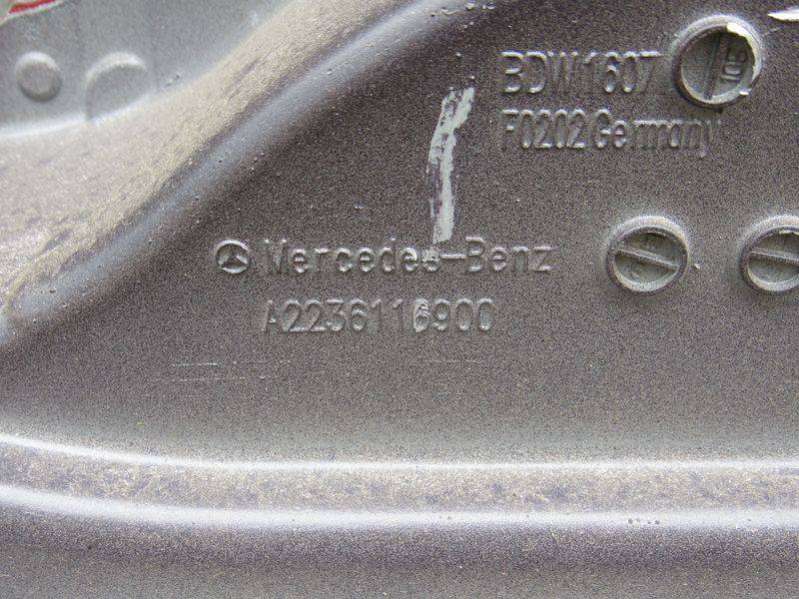 BDW1607
F0202 Germany
Mercedes-Benz
A2236116900